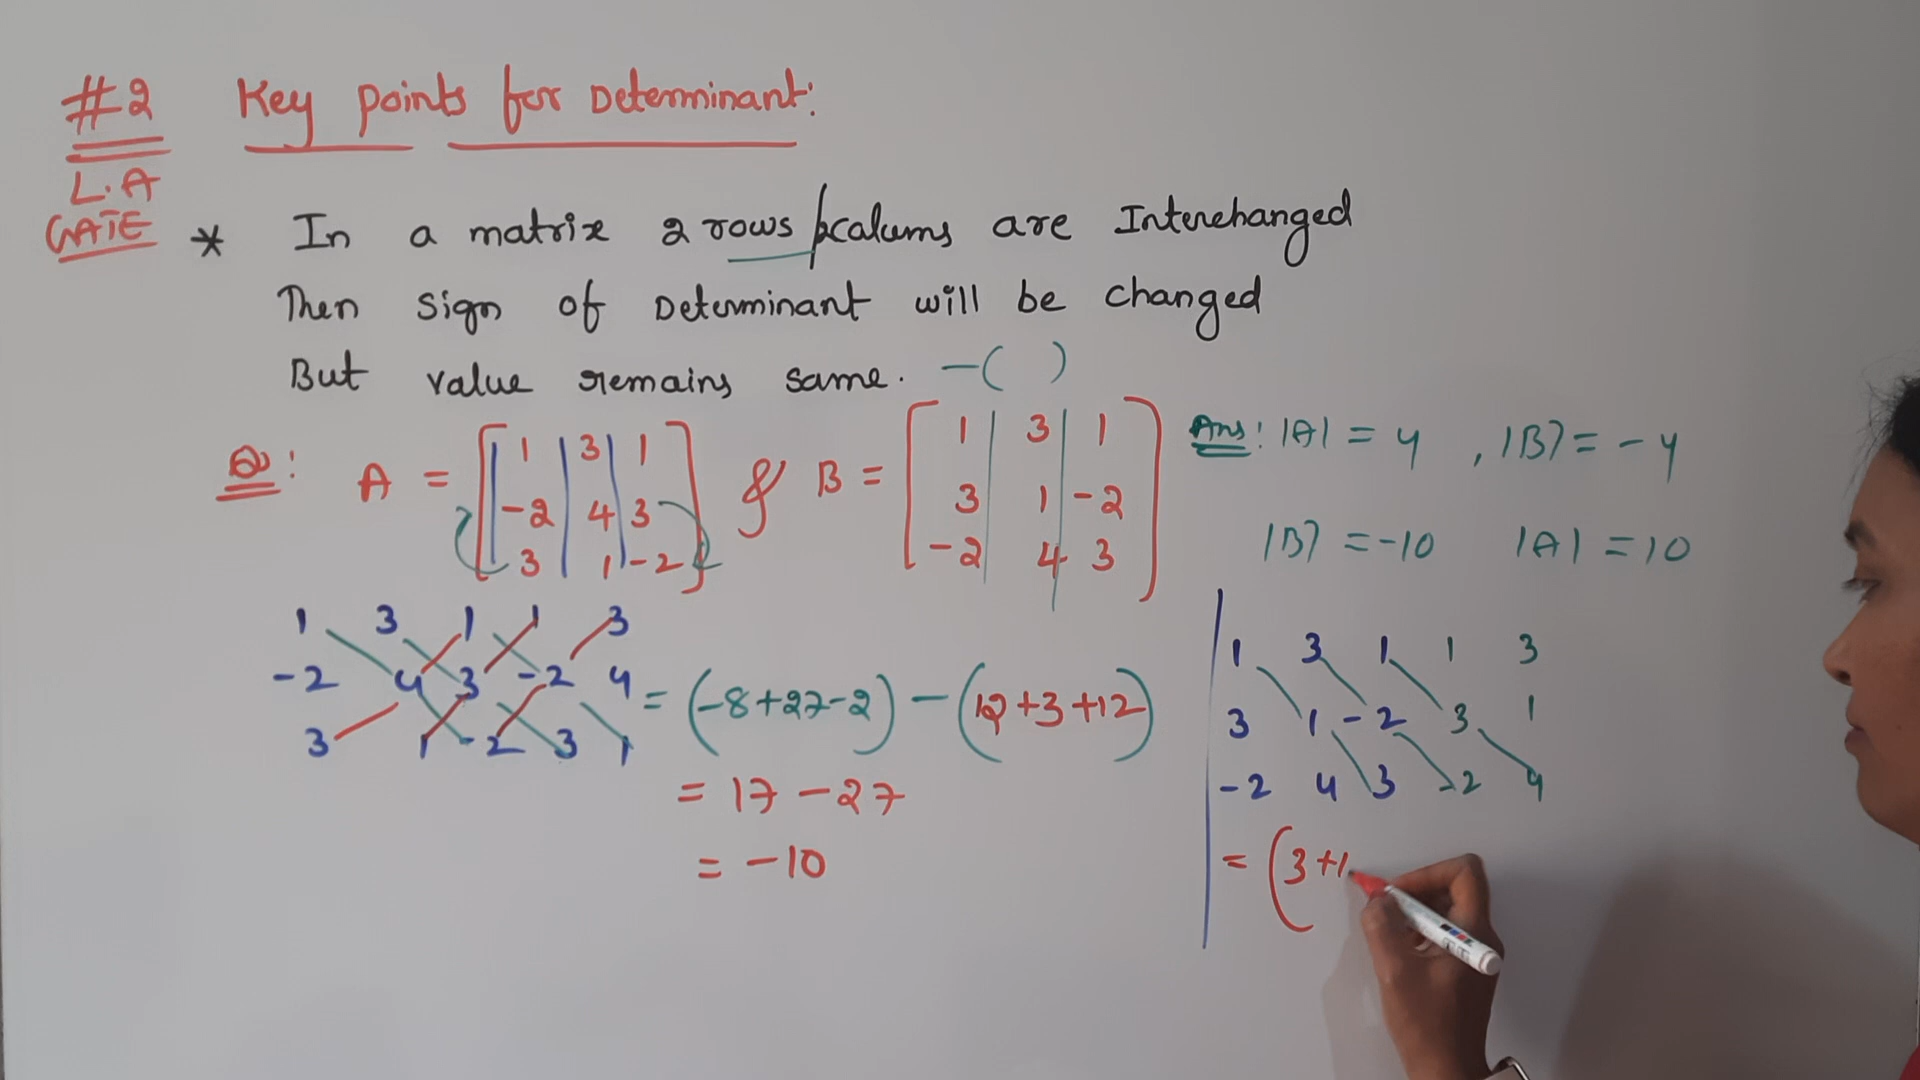 #2 Key points for Determinant:
L.A
GATE
* In a matrix 2 rows / calums are Interchanged
Then sign of Determinant will be changed
But value remains same. -( )
Q: A = [ 1 3 1 & B = [ 1 3 1
-2 4 3 3 1 -2
3 1 -2 ] -2 4 3 ]
Ans: |A| = 4 , |B| = -4
|B| = -10 |A| = 10
1 3 1 1 3
-2 4 3 -2 4 = (-8+27-2) - (12+3+12)
3 1 -2 3 1
= 17 - 27
= -10
1 3 1 1 3
3 1 -2 3 1
-2 4 3 -2 4
= (3+1